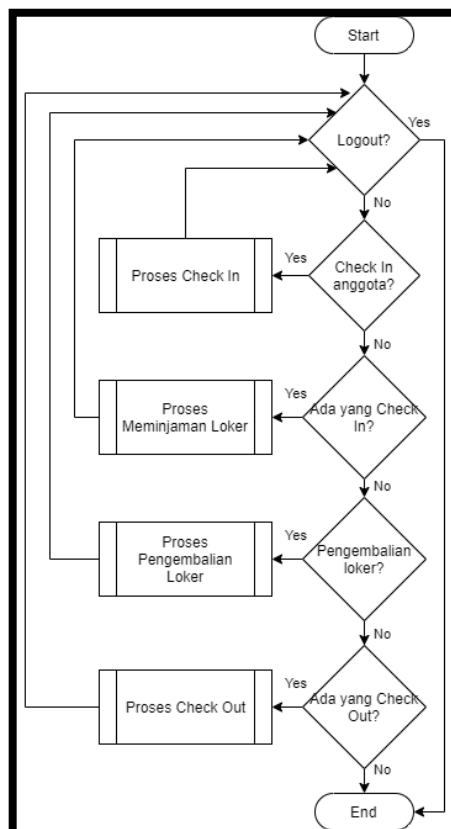 Start
Logout?
Yes
No
Check In
anggota?
Yes
Proses Check In
No
Ada yang Check
In?
Yes
Proses
Meminjaman Loker
No
Pengembalian
loker?
Yes
Proses
Pengembalian
Loker
No
Ada yang Check
Out?
Yes
Proses Check Out
No
End